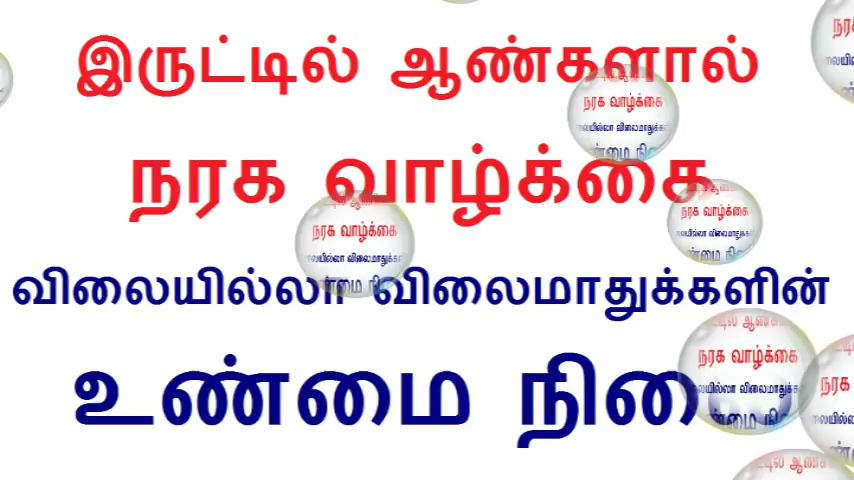 இருட்டில் ஆண்களால்
நரக வாழ்க்கை
விலையில்லா விலைமாதுக்களின்
உண்மை நிலை